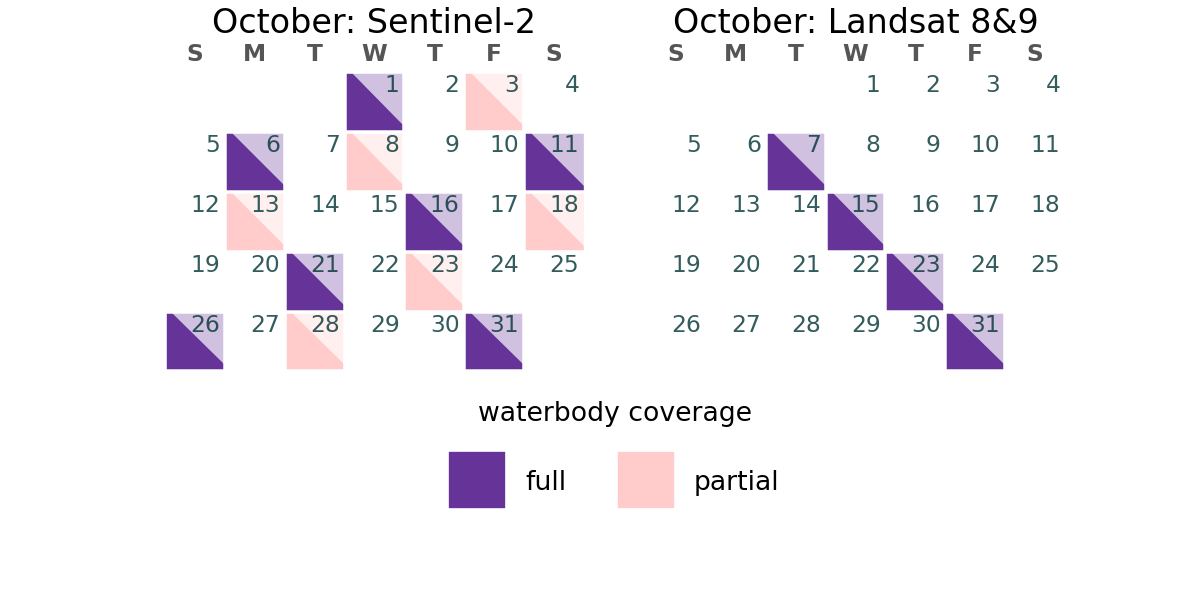 October: Sentinel-2
S M T W T F S
1 2 3 4
5 6 7 8 9 10 11
12 13 14 15 16 17 18
19 20 21 22 23 24 25
26 27 28 29 30 31
October: Landsat 8&9
S M T W T F S
1 2 3 4
5 6 7 8 9 10 11
12 13 14 15 16 17 18
19 20 21 22 23 24 25
26 27 28 29 30 31
waterbody coverage
full partial